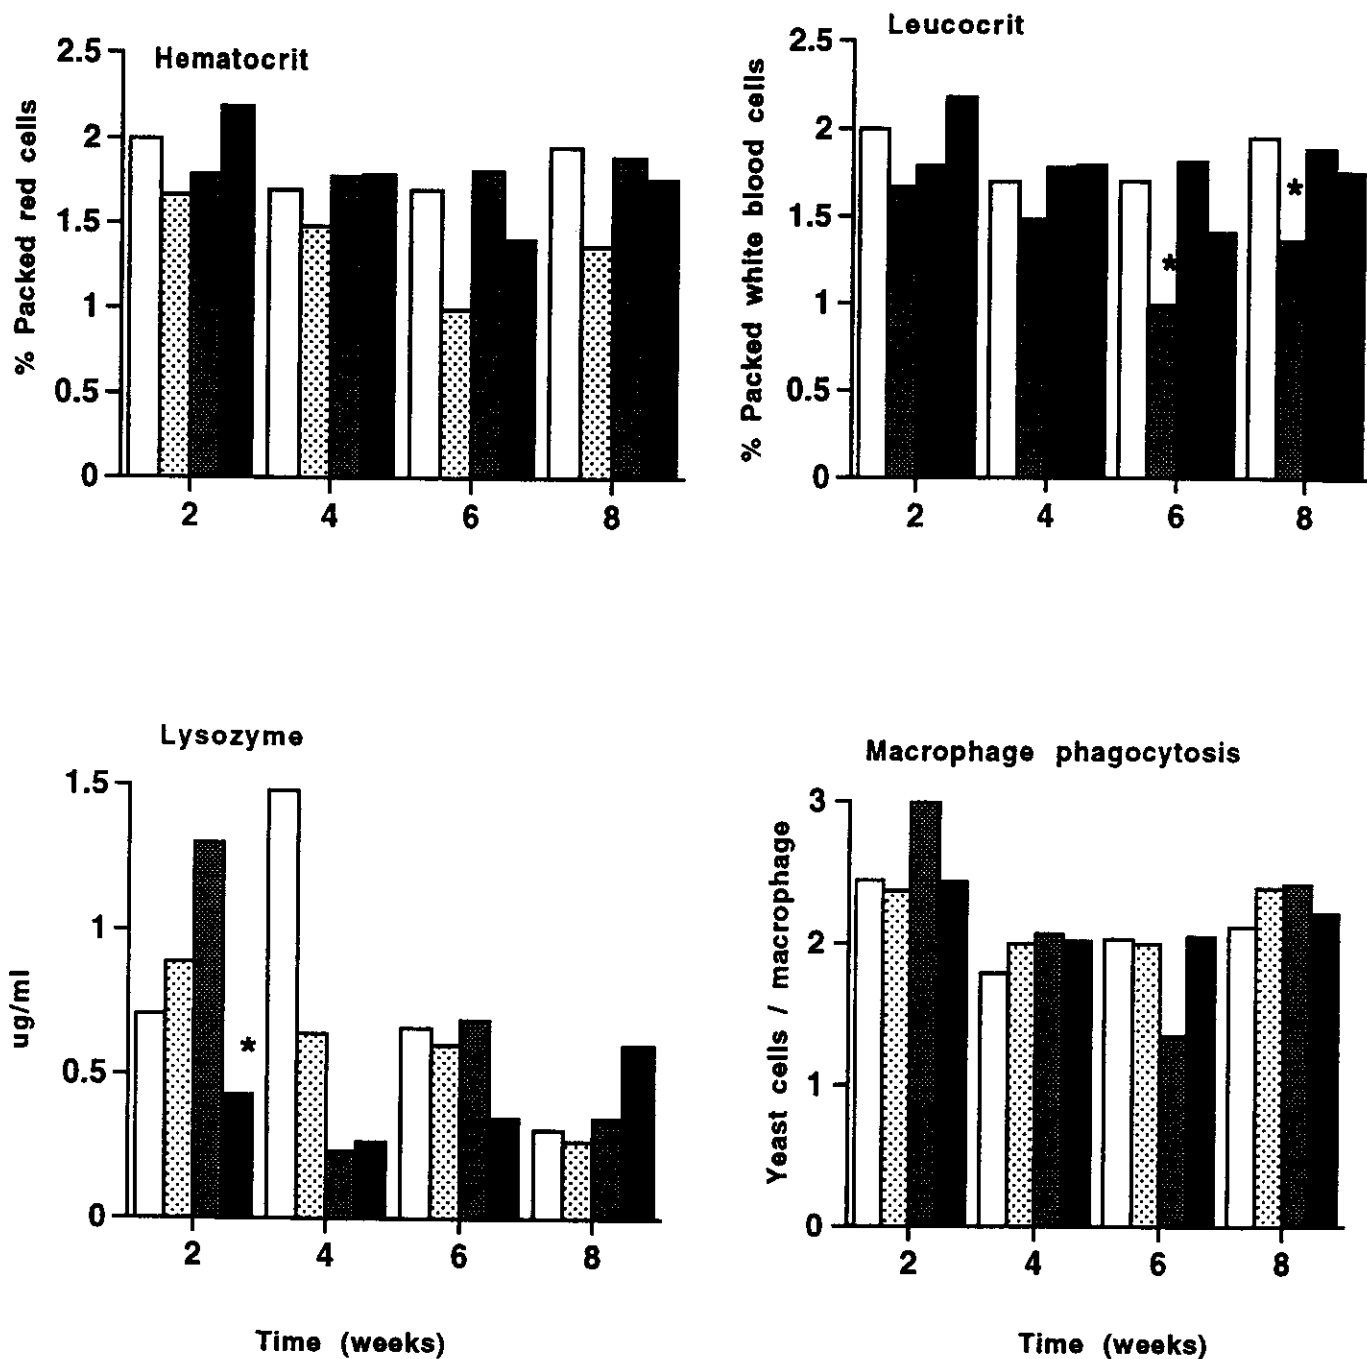 Hematocrit
% Packed red cells
2.5
2
1.5
1
0.5
0
2 4 6 8
Leucocrit
% Packed white blood cells
2.5
2
1.5
1
0.5
0
*
*
2 4 6 8
Lysozyme
ug/ml
1.5
1
0.5
0
*
2 4 6 8
Time (weeks)
Macrophage phagocytosis
Yeast cells / macrophage
3
2
1
0
2 4 6 8
Time (weeks)